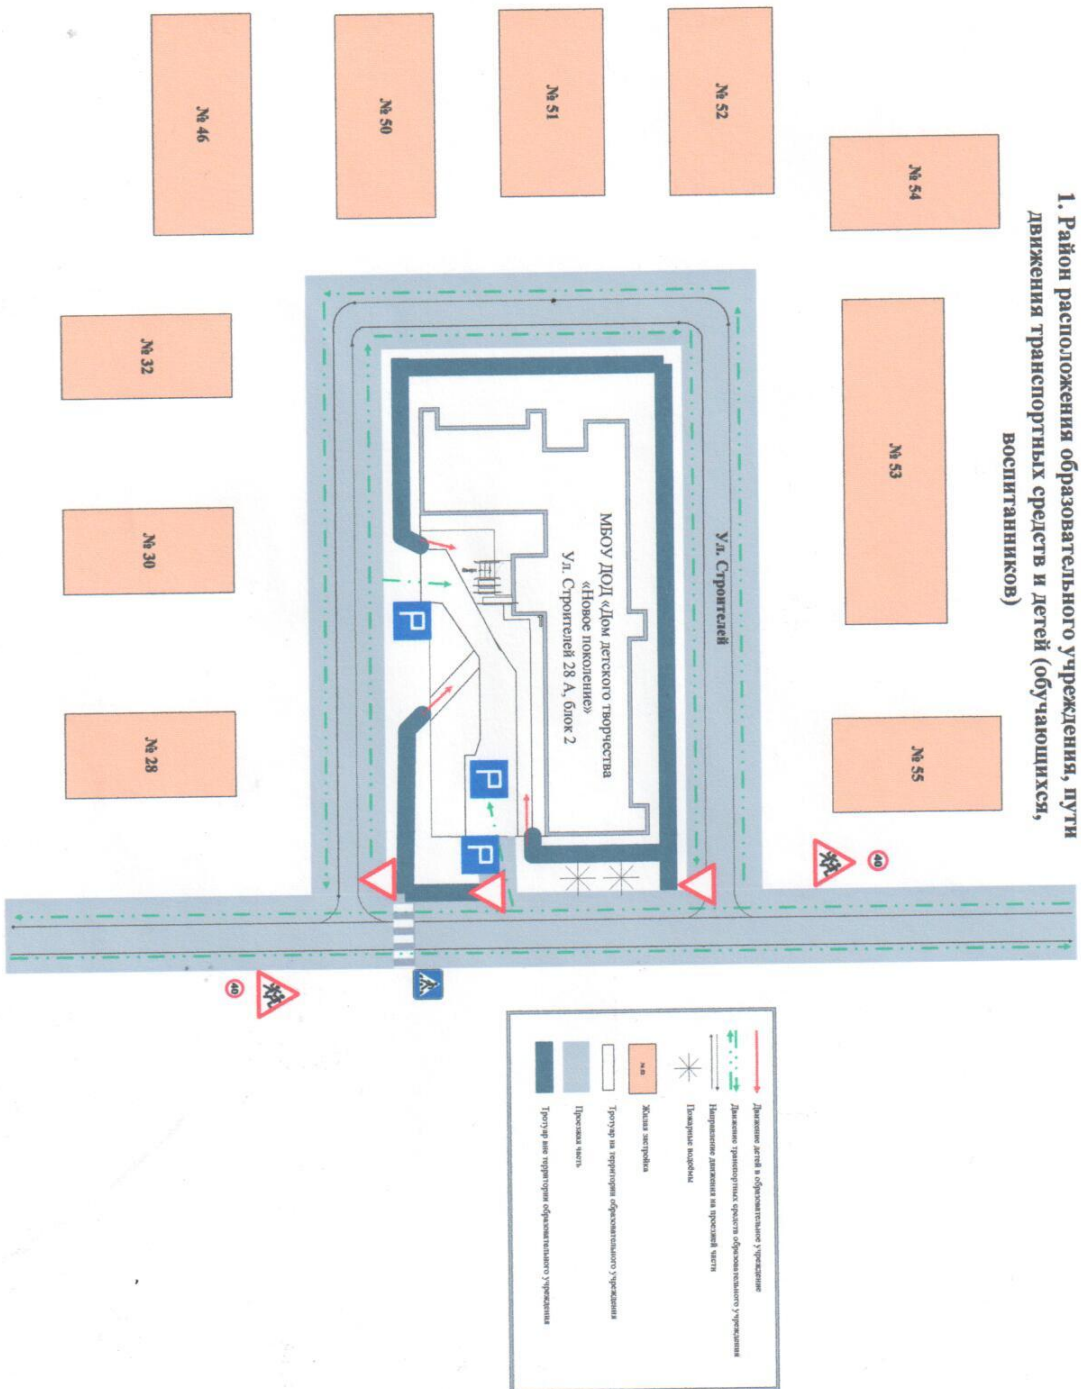 1. Район расположения образовательного учреждения, пути
движения транспортных средств и детей (обучающихся,
воспитанников)
№ 46
№ 50
№ 51
№ 52
№ 54
№ 53
№ 55
№ 32
№ 30
№ 28
Ул. Строителей
МБОУ ДОД «Дом детского творчества
«Новое поколение»
Ул. Строителей 28 А, блок 2
P
P
P
40
40
Движение детей в образовательное учреждение
Движение транспортных средств образовательного учреждения
Направление движения на проезжей части
Пожарные водоёмы
Жилая застройка
Тротуар на территории образовательного учреждения
Проезжая часть
Тротуар вне территории образовательного учреждения